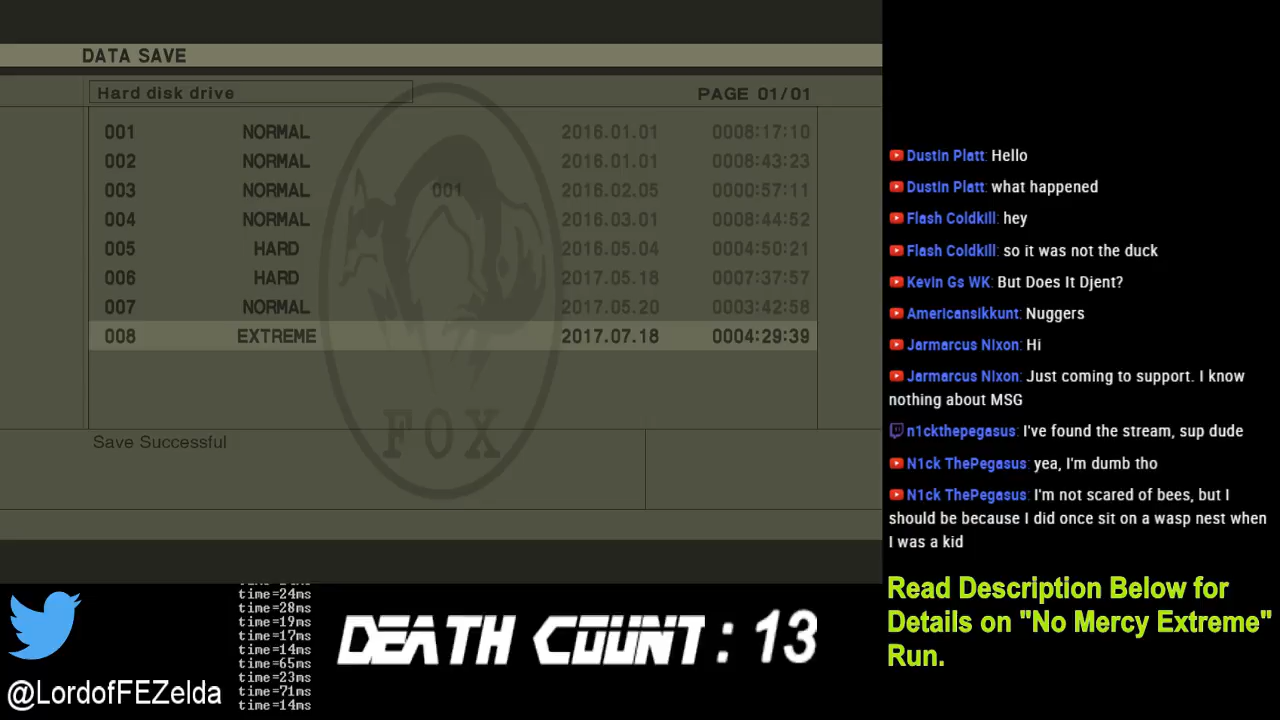 DATA SAVE
Hard disk drive PAGE 01/01
001 NORMAL 2016.01.01 0008:17:10
002 NORMAL 2016.01.01 0008:43:23
003 NORMAL 001 2016.02.05 0000:57:11
004 NORMAL 2016.03.01 0008:44:52
005 HARD 2016.05.04 0004:50:21
006 HARD 2017.05.18 0007:37:57
007 NORMAL 2017.05.20 0003:42:58
008 EXTREME 2017.07.18 0004:29:39
FOX
Save Successful
Dustin Platt: Hello
Dustin Platt: what happened
Flash Coldkill: hey
Flash Coldkill: so it was not the duck
Kevin Gs WK: But Does It Djent?
Americansikkunt: Nuggers
Jarmarcus Nixon: Hi
Jarmarcus Nixon: Just coming to support. I know
nothing about MSG
n1ckthepegasus: I've found the stream, sup dude
N1ck ThePegasus: yea, I'm dumb tho
N1ck ThePegasus: I'm not scared of bees, but I
should be because I did once sit on a wasp nest when
I was a kid
Read Description Below for
Details on "No Mercy Extreme"
Run.
@LordofFEZelda
time=24ms
time=28ms
time=19ms
time=17ms
time=14ms
time=65ms
time=23ms
time=71ms
time=14ms
DEATH COUNT: 13